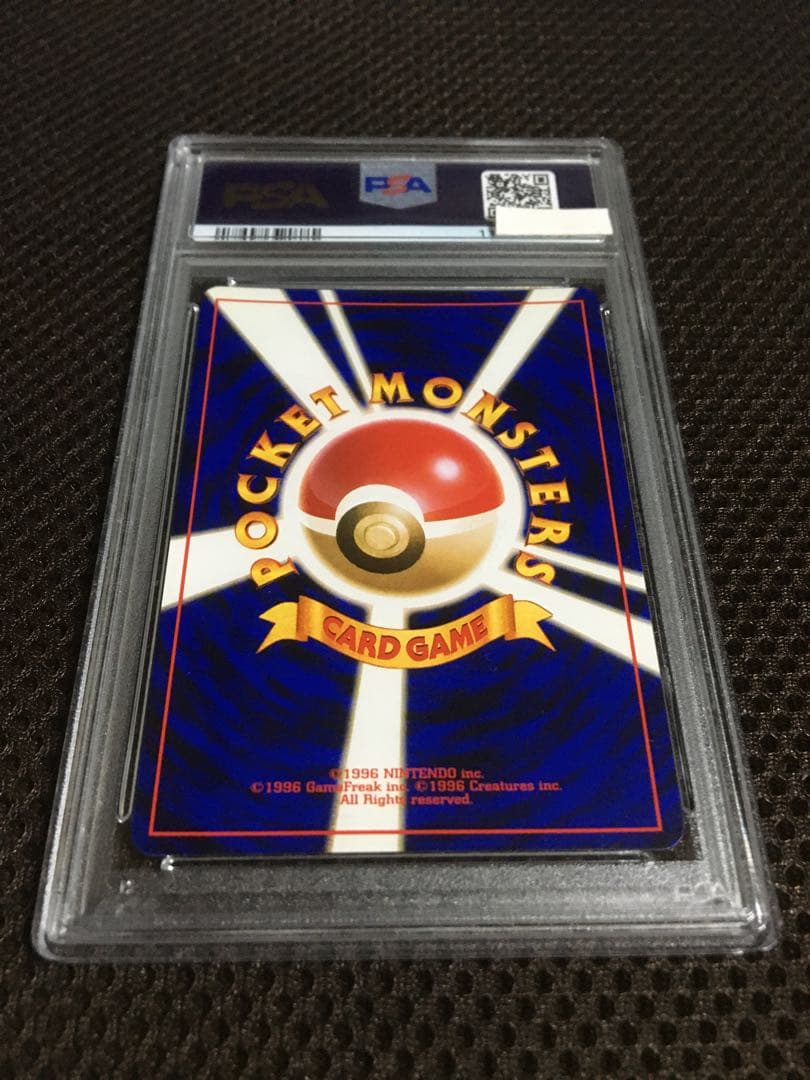 PSA
PSA
POCKET MONSTERS
CARD GAME
©1996 NINTENDO inc.
©1996 GameFreak inc. ©1996 Creatures inc.
All Rights reserved.